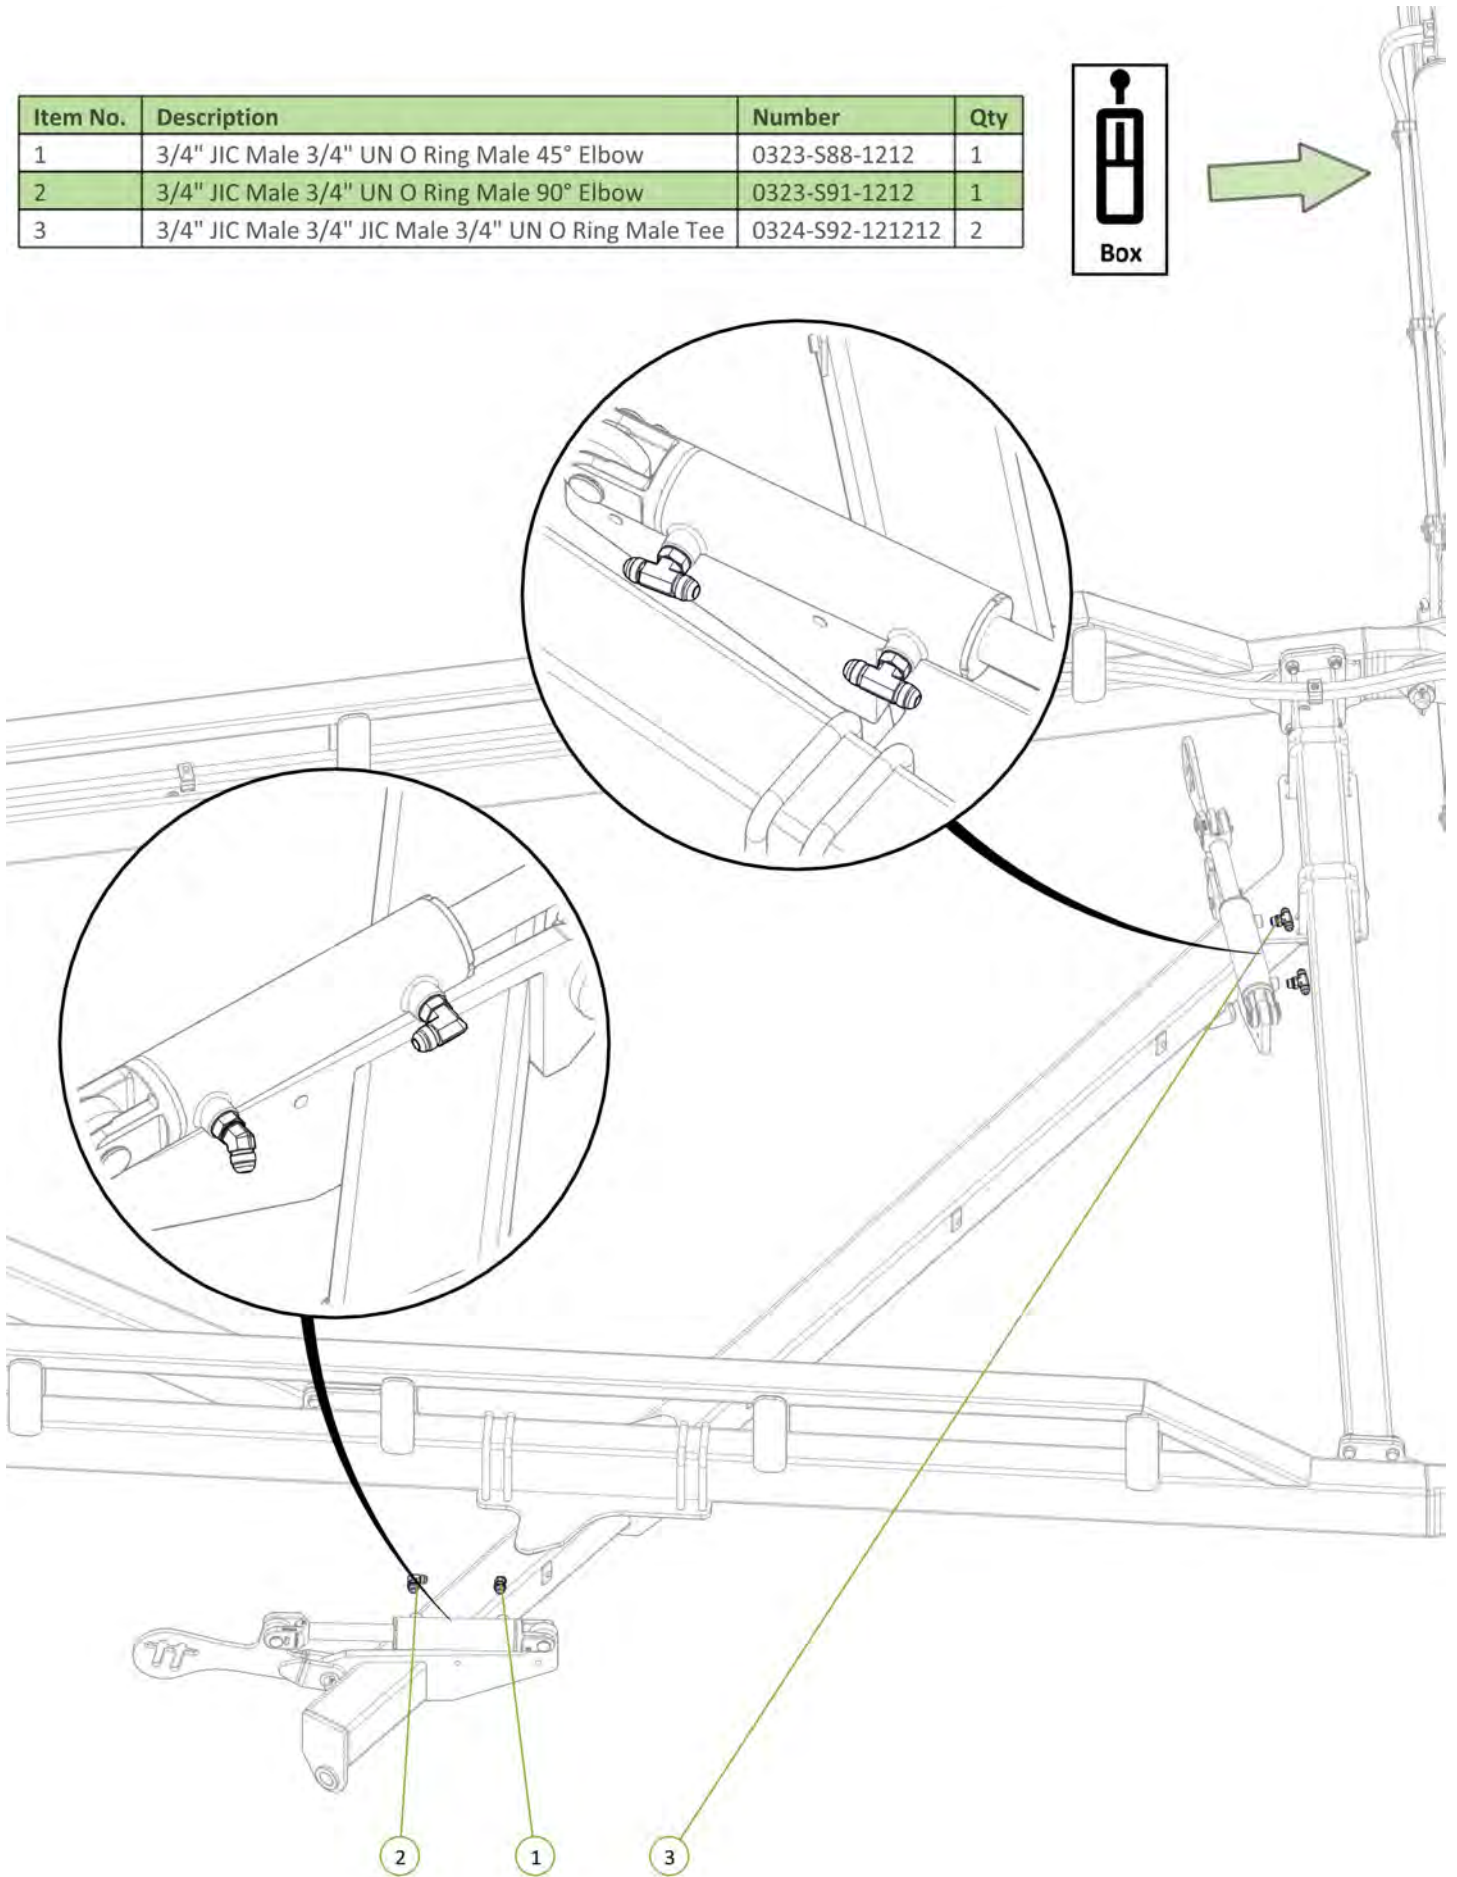 Item No. Description Number Qty
1 3/4" JIC Male 3/4" UN O Ring Male 45° Elbow 0323-S88-1212 1
2 3/4" JIC Male 3/4" UN O Ring Male 90° Elbow 0323-S91-1212 1
3 3/4" JIC Male 3/4" JIC Male 3/4" UN O Ring Male Tee 0324-S92-121212 2
Box
TT
2 1 3